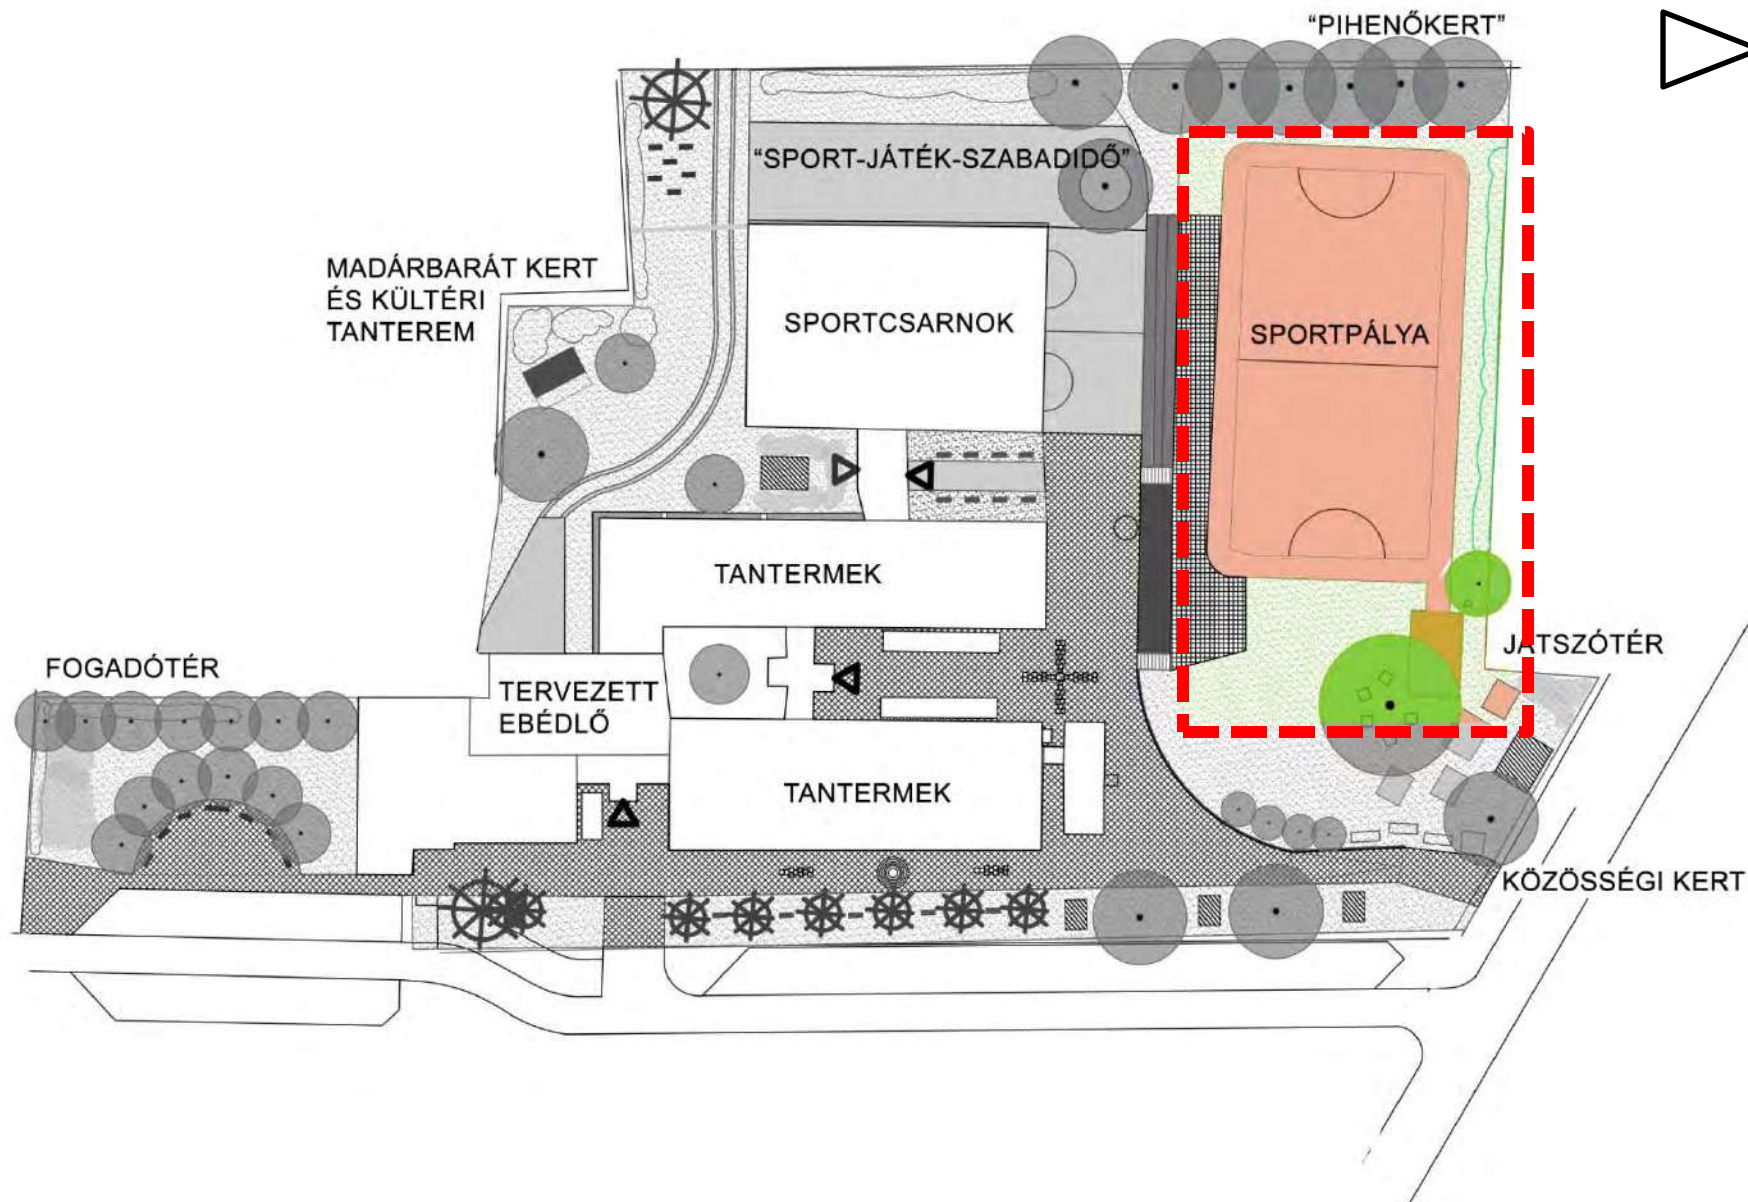 “PIHENŐKERT”
“SPORT-JÁTÉK-SZABADIDŐ”
MADÁRBARÁT KERT
ÉS KÜLTÉRI
TANTEREM
SPORTCSARNOK
SPORTPÁLYA
TANTERMEK
FOGADÓTÉR
TERVEZETT
EBÉDLŐ
JÁTSZÓTÉR
TANTERMEK
KÖZÖSSÉGI KERT